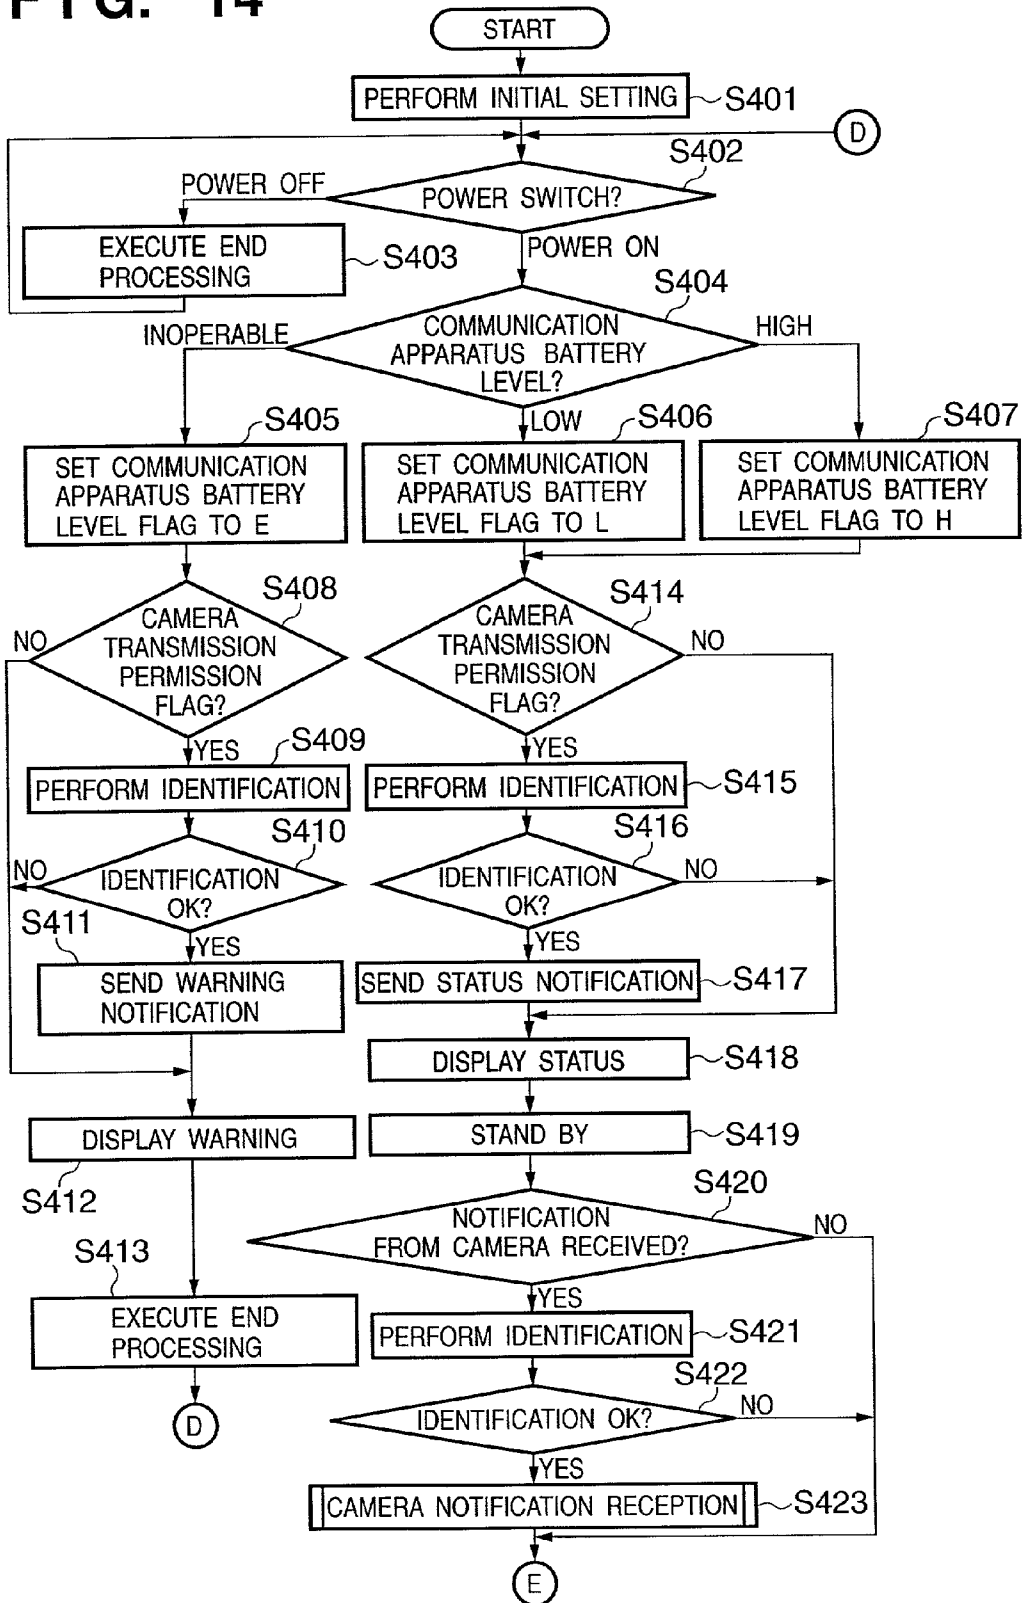 FIG. 14
START
PERFORM INITIAL SETTING
S401
D
S402
POWER SWITCH?
POWER OFF
EXECUTE END
PROCESSING
S403
POWER ON
S404
COMMUNICATION
APPARATUS BATTERY
LEVEL?
INOPERABLE
HIGH
LOW
S405
SET COMMUNICATION
APPARATUS BATTERY
LEVEL FLAG TO E
S406
SET COMMUNICATION
APPARATUS BATTERY
LEVEL FLAG TO L
S407
SET COMMUNICATION
APPARATUS BATTERY
LEVEL FLAG TO H
S408
CAMERA
TRANSMISSION
PERMISSION
FLAG?
NO
YES
S414
CAMERA
TRANSMISSION
PERMISSION
FLAG?
NO
YES
S409
PERFORM IDENTIFICATION
PERFORM IDENTIFICATION
S415
S410
IDENTIFICATION
OK?
NO
YES
S416
IDENTIFICATION
OK?
NO
YES
S411
SEND WARNING
NOTIFICATION
SEND STATUS NOTIFICATION
S417
DISPLAY STATUS
S418
DISPLAY WARNING
S412
STAND BY
S419
S420
NOTIFICATION
FROM CAMERA RECEIVED?
NO
YES
S413
EXECUTE END
PROCESSING
D
PERFORM IDENTIFICATION
S421
S422
IDENTIFICATION OK?
NO
YES
CAMERA NOTIFICATION RECEPTION
S423
E